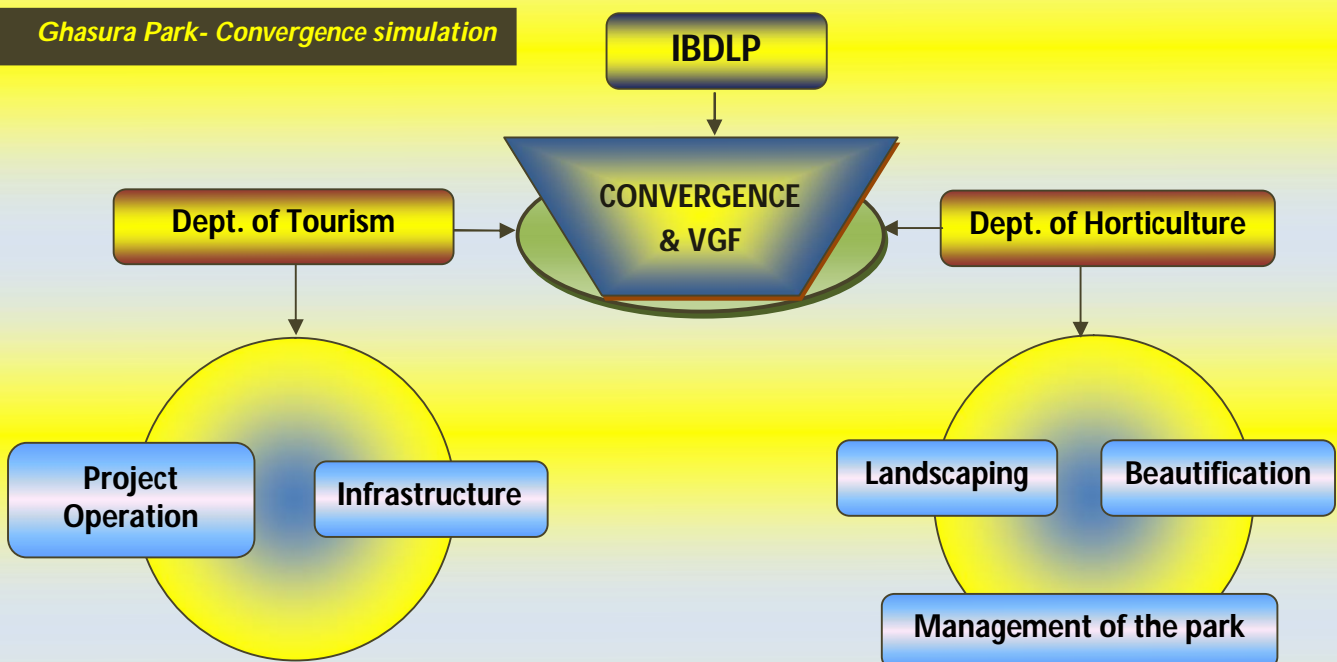 Ghasura Park- Convergence simulation
IBDLP
CONVERGENCE
& VGF
Dept. of Tourism
Dept. of Horticulture
Project
Operation
Infrastructure
Landscaping
Beautification
Management of the park